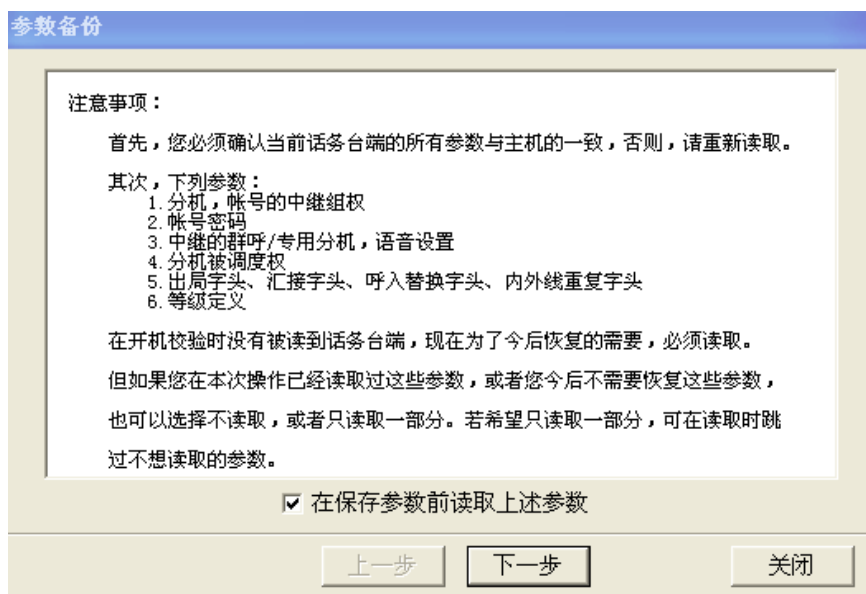 参数备份
注意事项：
首先，您必须确认当前话务台端的所有参数与主机的一致，否则，请重新读取。
其次，下列参数：
1.分机，帐号的中继组权
2.帐号密码
3.中继的群呼/专用分机，语音设置
4.分机被调度权
5.出局字头、汇接字头、呼入替换字头、内外线重复字头
6.等级定义
在开机校验时没有被读到话务台端，现在为了今后恢复的需要，必须读取。
但如果您在本次操作已经读取过这些参数，或者您今后不需要恢复这些参数，
也可以选择不读取，或者只读取一部分。若希望只读取一部分，可在读取时跳
过不想读取的参数。
在保存参数前读取上述参数
上一步 下一步 关闭